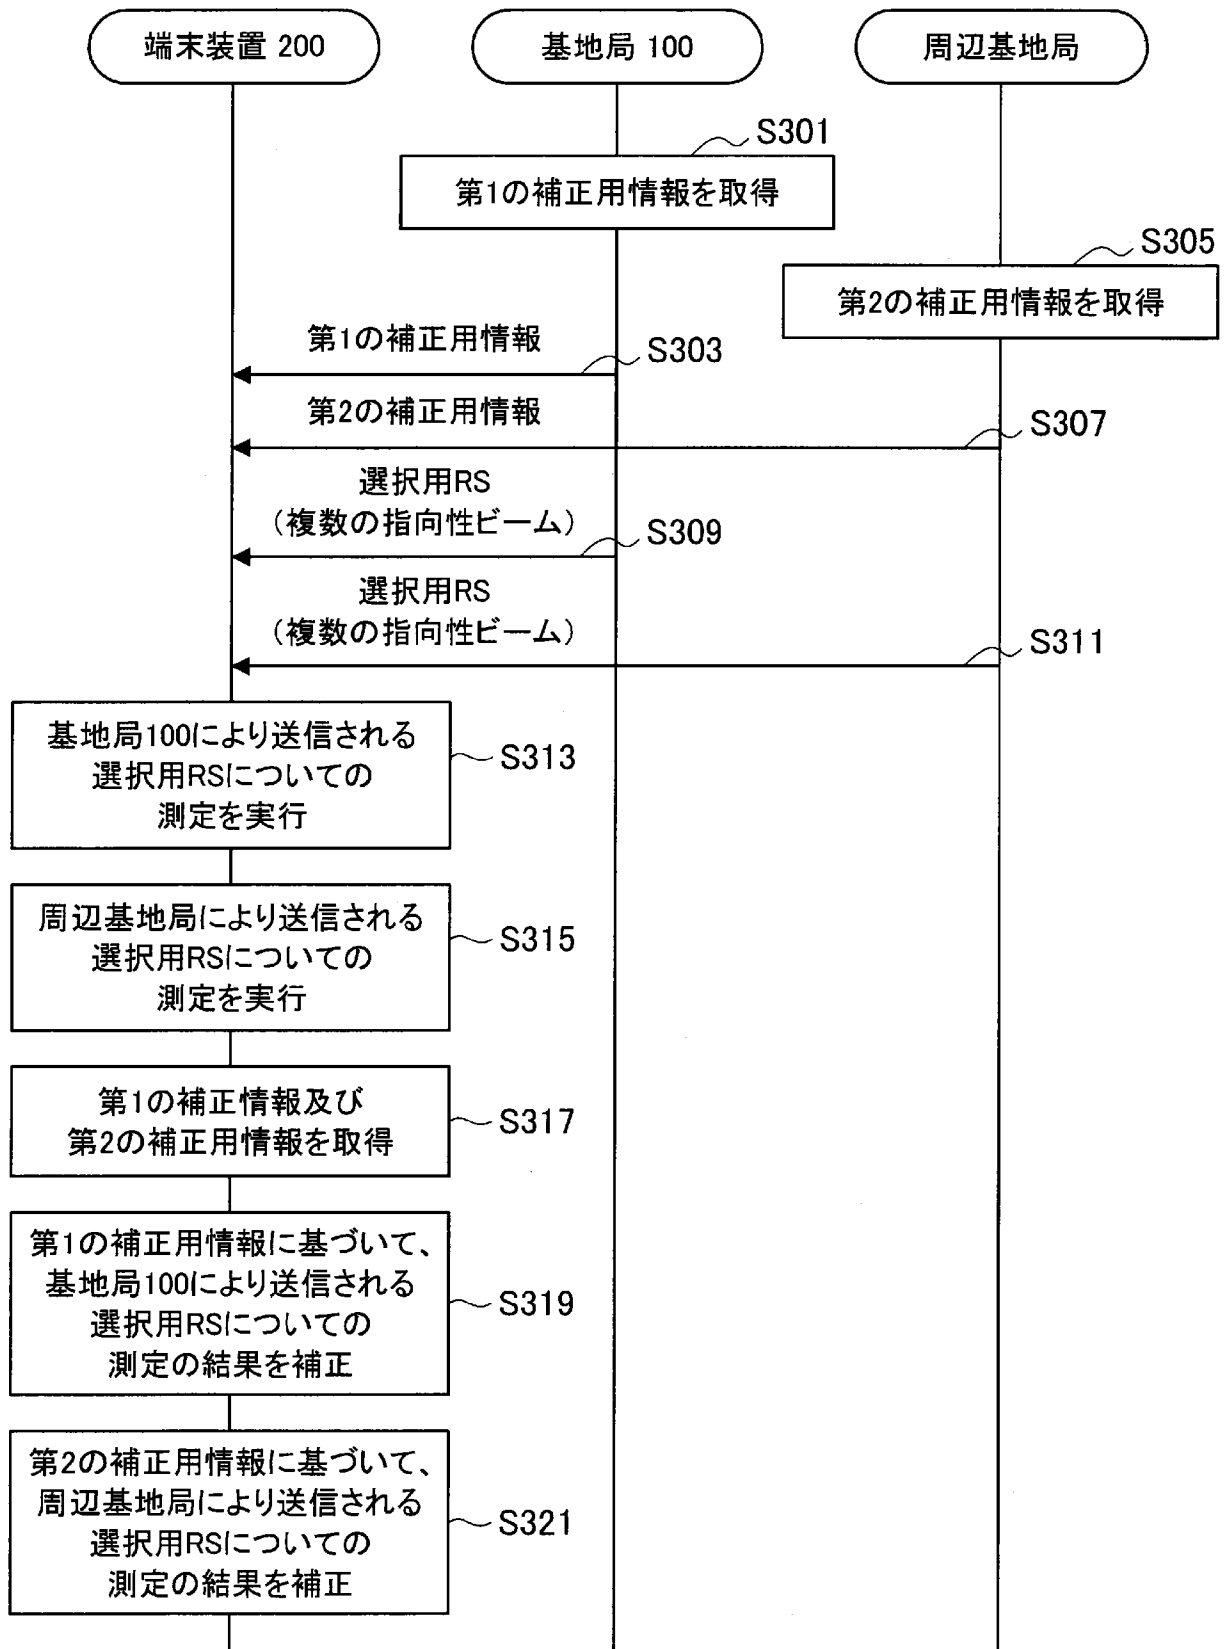 端末装置 200
基地局 100
周辺基地局
S301
第1の補正用情報を取得
S305
第2の補正用情報を取得
第1の補正用情報
S303
第2の補正用情報
S307
選択用RS
（複数の指向性ビーム）
S309
選択用RS
（複数の指向性ビーム）
S311
基地局100により送信される
選択用RSについての
測定を実行
S313
周辺基地局により送信される
選択用RSについての
測定を実行
S315
第1の補正情報及び
第2の補正用情報を取得
S317
第1の補正用情報に基づいて、
基地局100により送信される
選択用RSについての
測定の結果を補正
S319
第2の補正用情報に基づいて、
周辺基地局により送信される
選択用RSについての
測定の結果を補正
S321